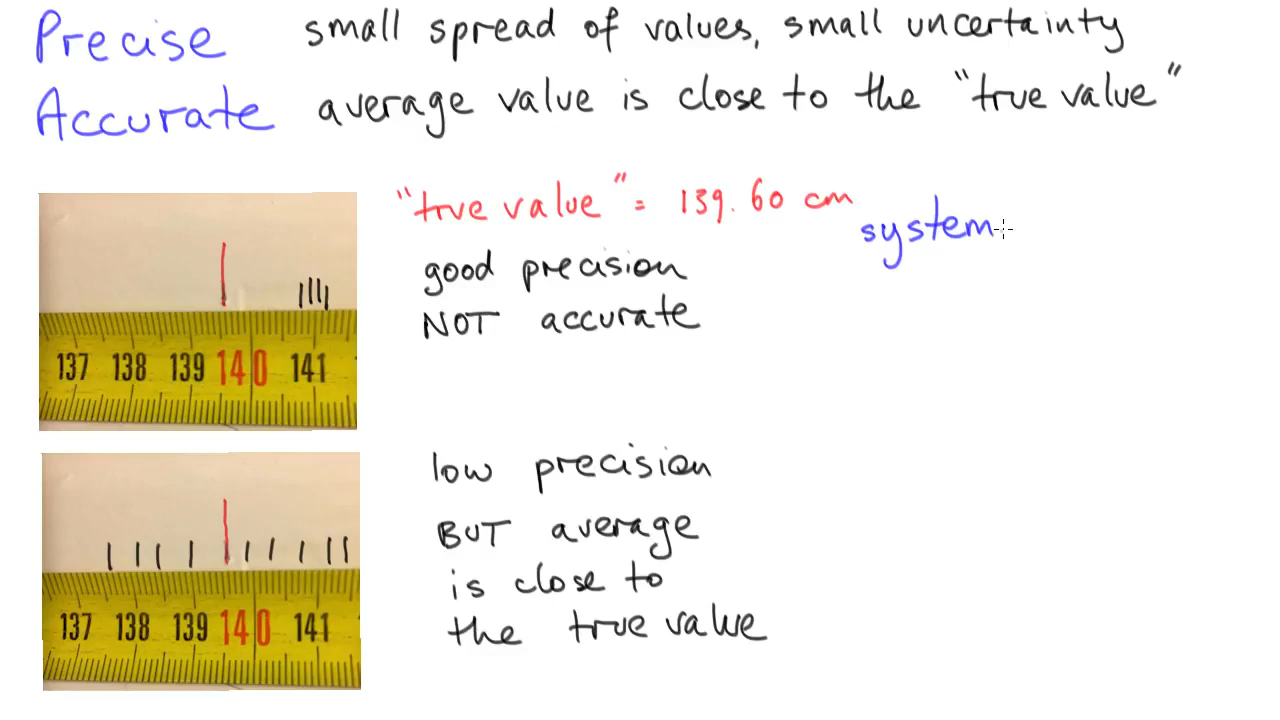 Precise small spread of values, small uncertainty
Accurate average value is close to the "true value"
"true value" = 139.60 cm
system
good precision
NOT accurate
137 138 139 140 141
low precision
BUT average
is close to
the true value
137 138 139 140 141